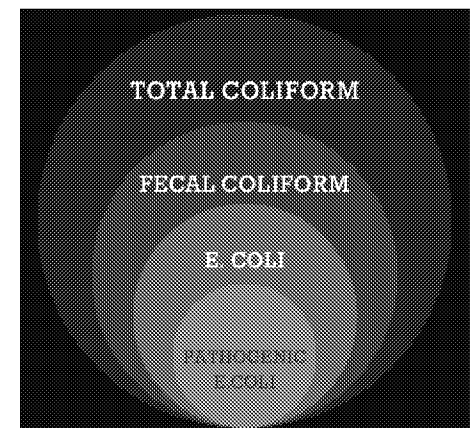 TOTAL COLIFORM
FECAL COLIFORM
E. COLI
PATHOGENIC
E.COLI